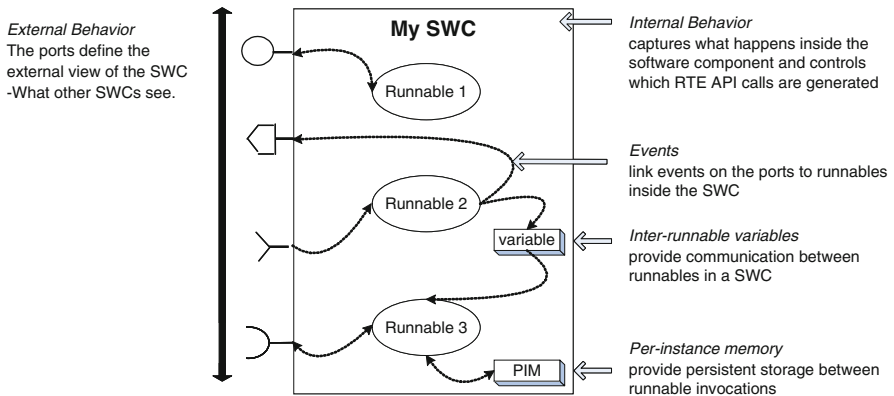 External Behavior
The ports define the
external view of the SWC
-What other SWCs see.
My SWC
Runnable 1
Runnable 2
variable
Runnable 3
PIM
Internal Behavior
captures what happens inside the
software component and controls
which RTE API calls are generated
Events
link events on the ports to runnables
inside the SWC
Inter-runnable variables
provide communication between
runnables in a SWC
Per-instance memory
provide persistent storage between
runnable invocations